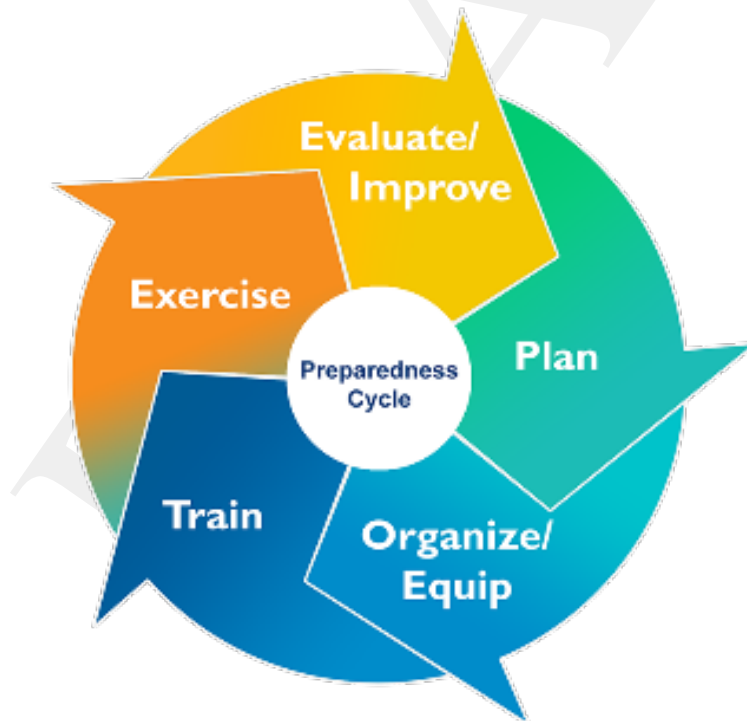 Evaluate/
Improve
Plan
Organize/
Equip
Train
Exercise
Preparedness
Cycle